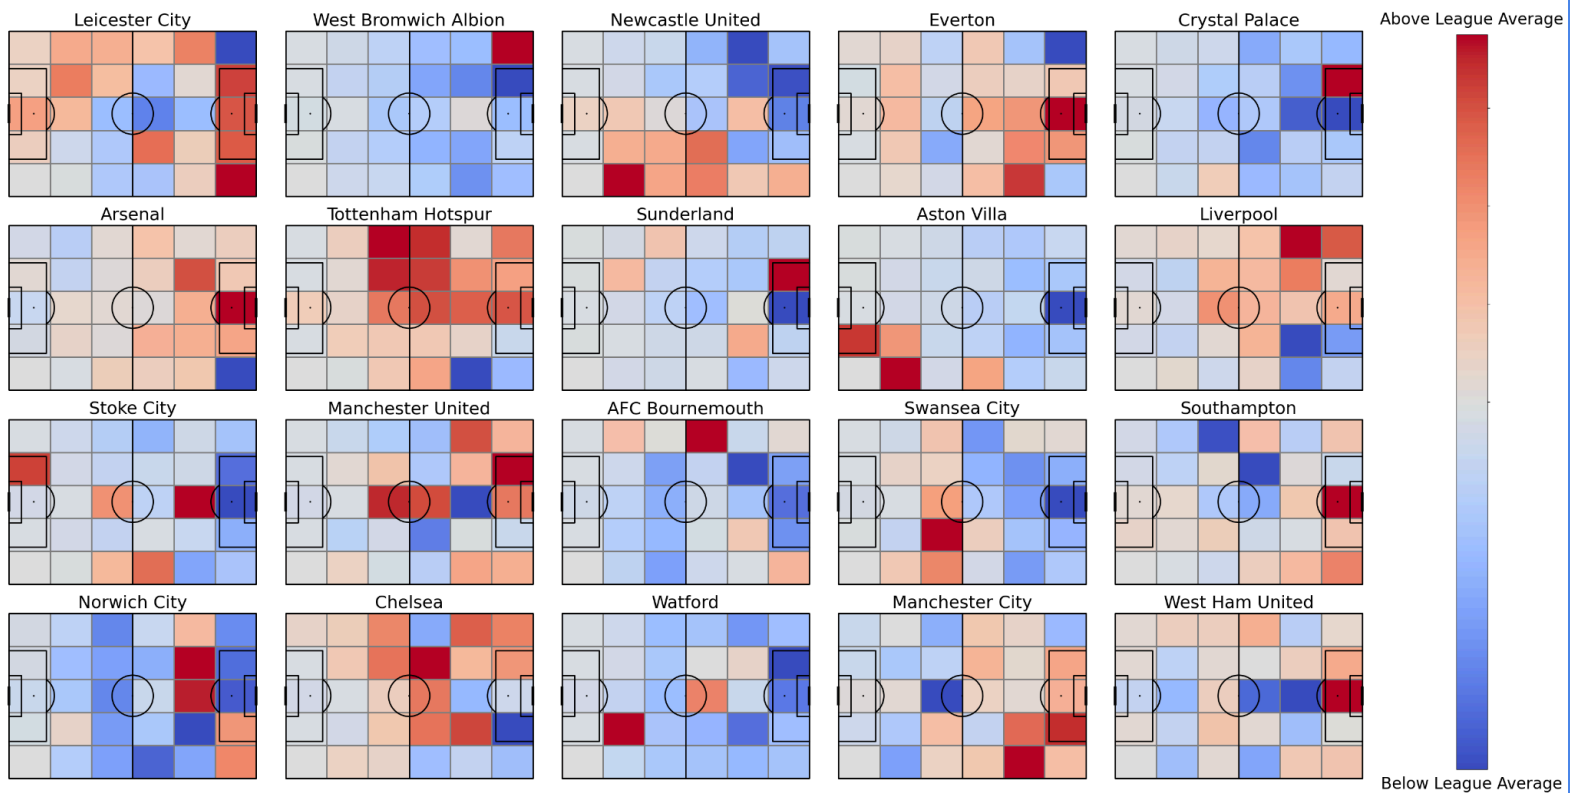 Leicester City
West Bromwich Albion
Newcastle United
Everton
Crystal Palace
Above League Average
Arsenal
Tottenham Hotspur
Sunderland
Aston Villa
Liverpool
Stoke City
Manchester United
AFC Bournemouth
Swansea City
Southampton
Norwich City
Chelsea
Watford
Manchester City
West Ham United
Below League Average